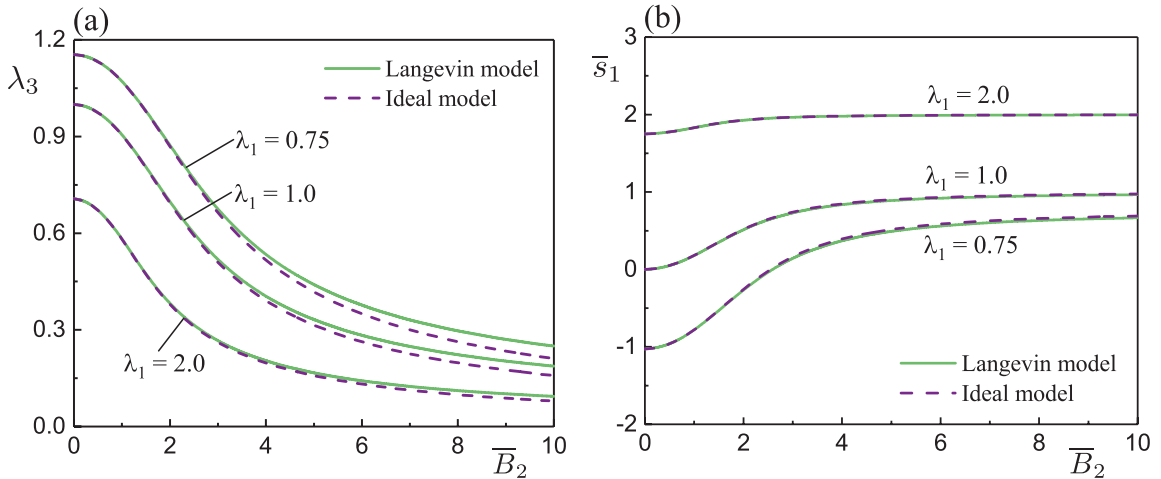 (a)
1.2
λ3
0.9
0.6
0.3
0.0
Langevin model
Ideal model
λ1 = 0.75
λ1 = 1.0
λ1 = 2.0
0 2 4 6 8 10
B̅2
(b)
3
s̅1
2
1
0
-1
-2
λ1 = 2.0
λ1 = 1.0
λ1 = 0.75
Langevin model
Ideal model
0 2 4 6 8 10
B̅2